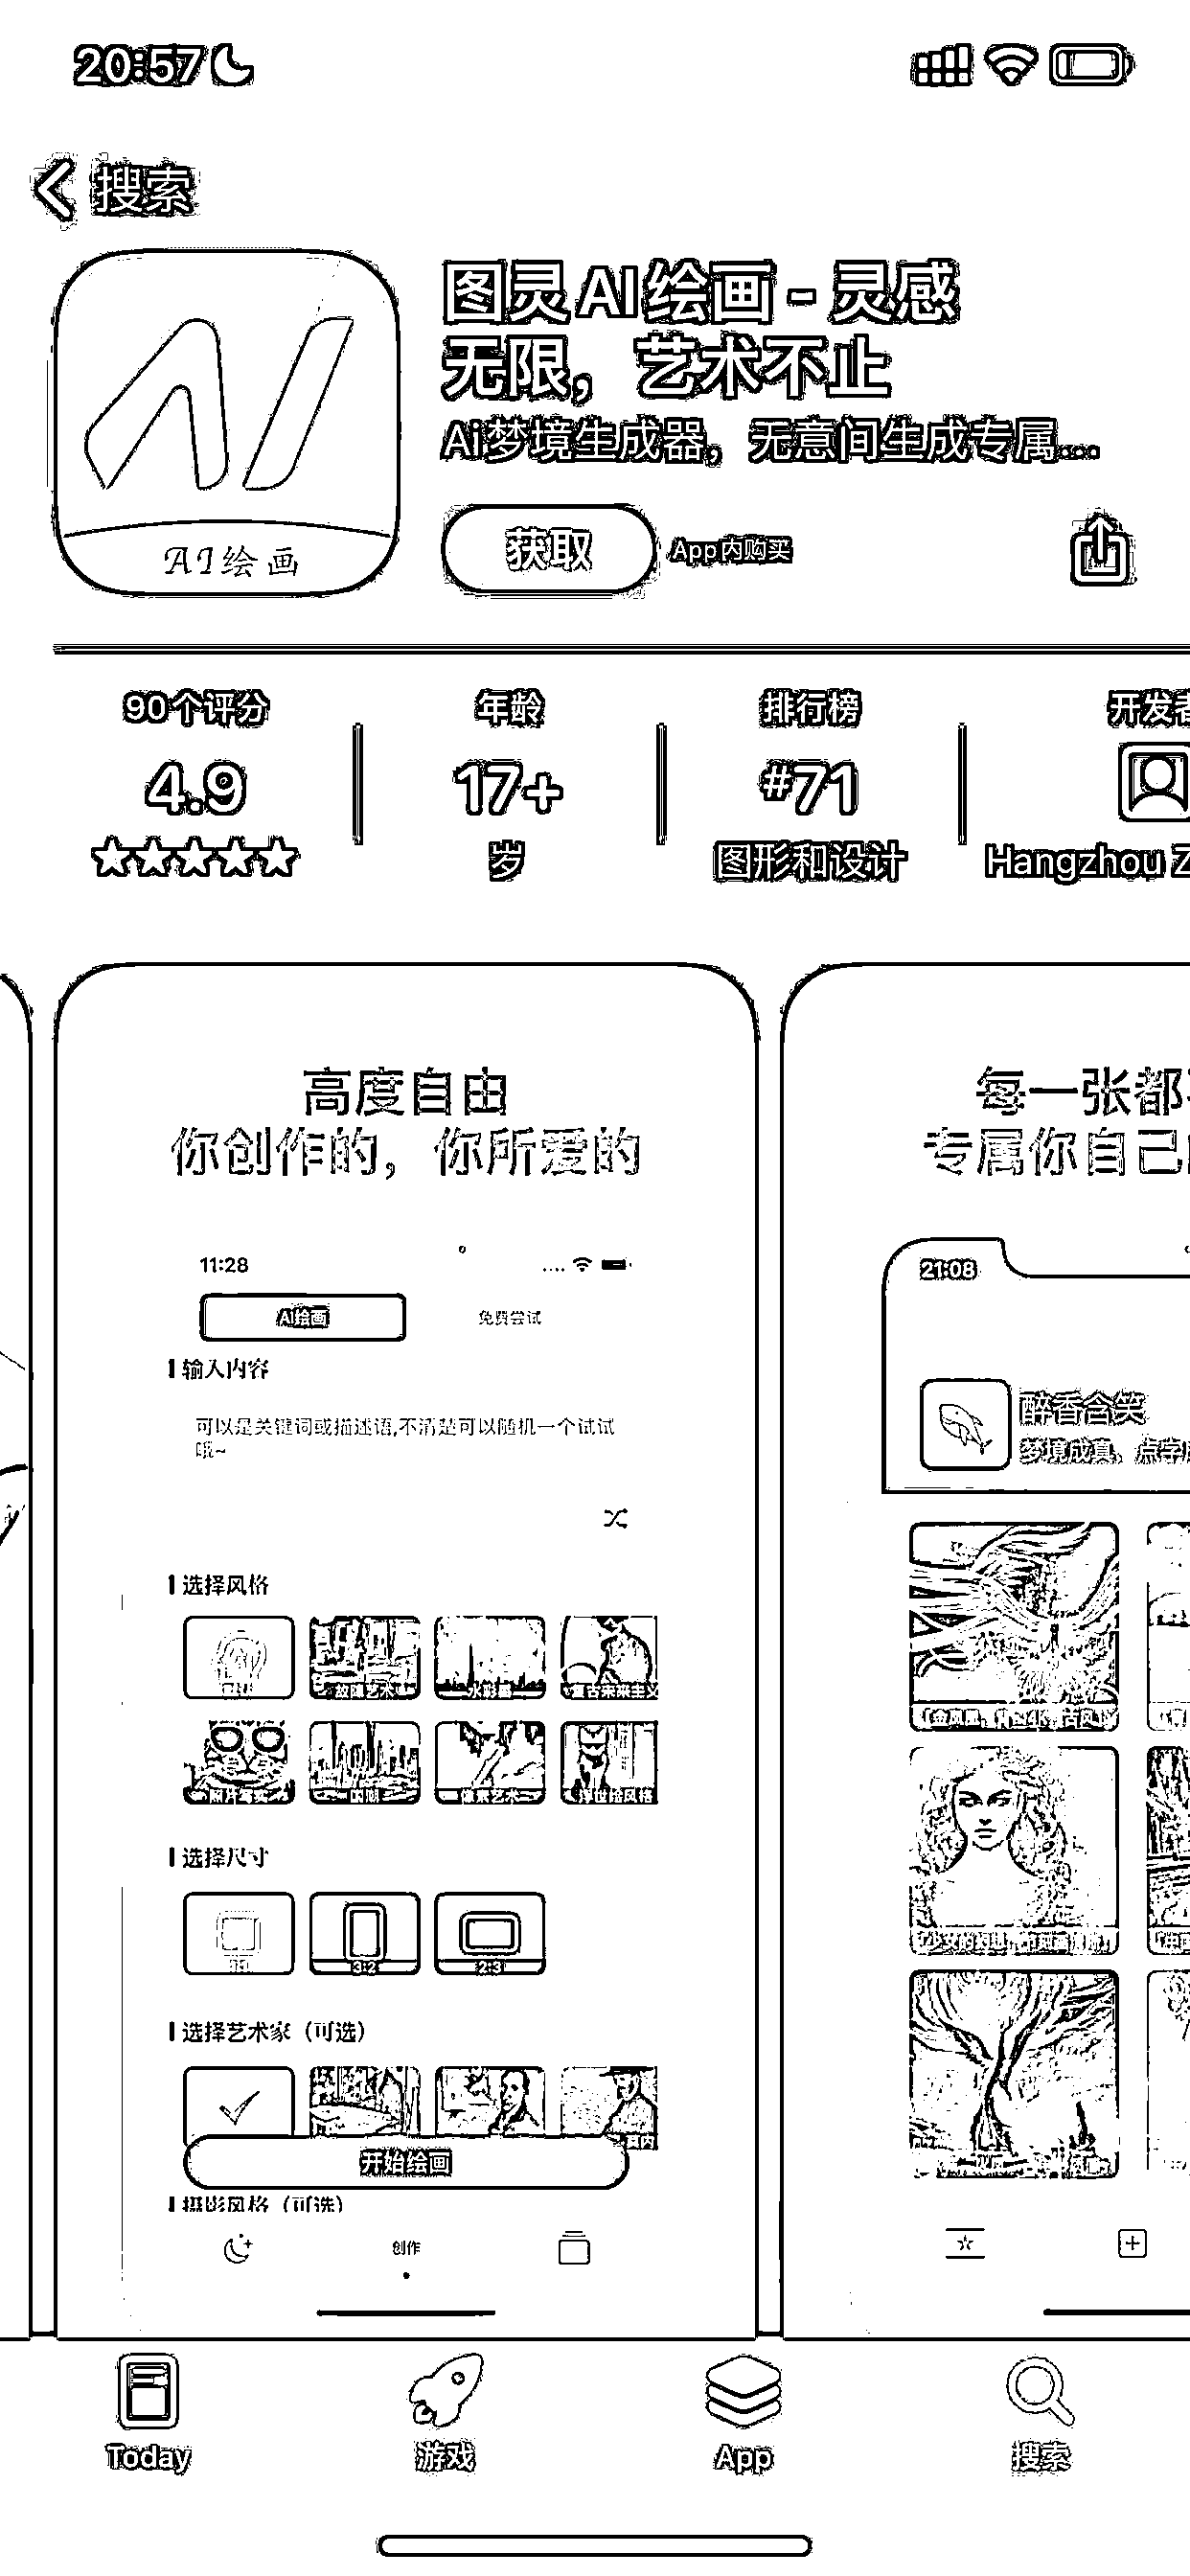 20:57
搜索
图灵AI绘画 - 灵感
无限，艺术不止
Ai梦境生成器，无意间生成专属...
获取
App内购买
AI绘画
90个评分
4.9
年龄
17+
岁
排行榜
#71
图形和设计
开发者
Hangzhou Z
高度自由
你创作的，你所爱的
11:28
AI绘画
免费尝试
输入内容
可以是关键词或描述语,不清楚可以随机一个试试
哦~
选择风格
故障艺术
水彩画
复古未来主义
照片写实
像素艺术
浮世绘风格
选择尺寸
1:1
3:2
2:3
选择艺术家（可选）
开始绘画
摄影风格（可选）
创作
每一张都
专属你自己
21:08
醉香含笑
梦境成真、点字
Today
游戏
App
搜索